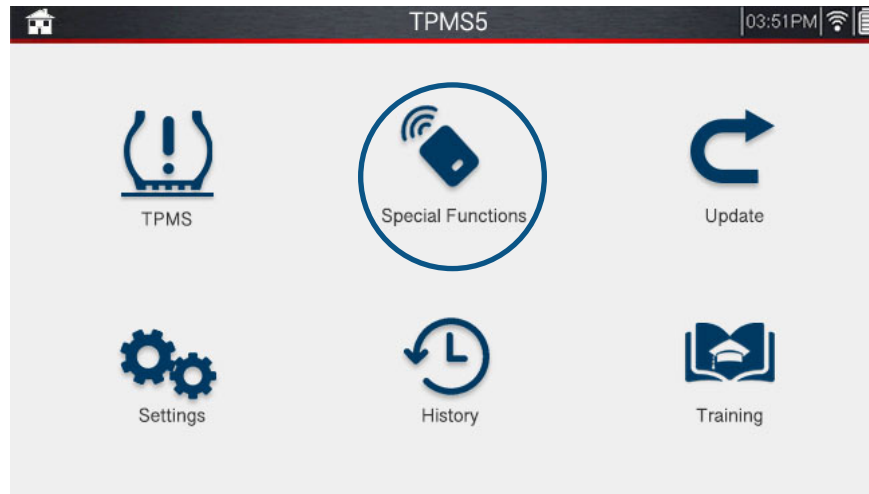 TPMS5
03:51PM
TPMS
Special Functions
Update
Settings
History
Training